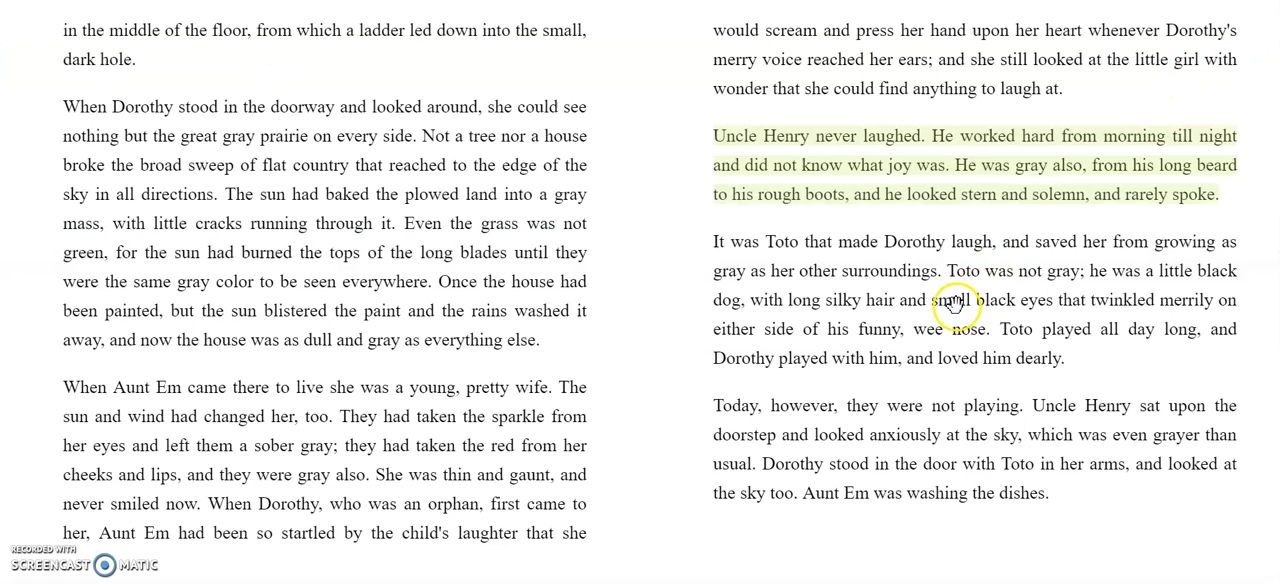 in the middle of the floor, from which a ladder led down into the small,
dark hole.
When Dorothy stood in the doorway and looked around, she could see
nothing but the great gray prairie on every side. Not a tree nor a house
broke the broad sweep of flat country that reached to the edge of the
sky in all directions. The sun had baked the plowed land into a gray
mass, with little cracks running through it. Even the grass was not
green, for the sun had burned the tops of the long blades until they
were the same gray color to be seen everywhere. Once the house had
been painted, but the sun blistered the paint and the rains washed it
away, and now the house was as dull and gray as everything else.
When Aunt Em came there to live she was a young, pretty wife. The
sun and wind had changed her, too. They had taken the sparkle from
her eyes and left them a sober gray; they had taken the red from her
cheeks and lips, and they were gray also. She was thin and gaunt, and
never smiled now. When Dorothy, who was an orphan, first came to
her, Aunt Em had been so startled by the child's laughter that she
would scream and press her hand upon her heart whenever Dorothy's
merry voice reached her ears; and she still looked at the little girl with
wonder that she could find anything to laugh at.
Uncle Henry never laughed. He worked hard from morning till night
and did not know what joy was. He was gray also, from his long beard
to his rough boots, and he looked stern and solemn, and rarely spoke.
It was Toto that made Dorothy laugh, and saved her from growing as
gray as her other surroundings. Toto was not gray; he was a little black
dog, with long silky hair and small black eyes that twinkled merrily on
either side of his funny, wee nose. Toto played all day long, and
Dorothy played with him, and loved him dearly.
Today, however, they were not playing. Uncle Henry sat upon the
doorstep and looked anxiously at the sky, which was even grayer than
usual. Dorothy stood in the door with Toto in her arms, and looked at
the sky too. Aunt Em was washing the dishes.
RECORDED WITH
SCREENCAST MATIC